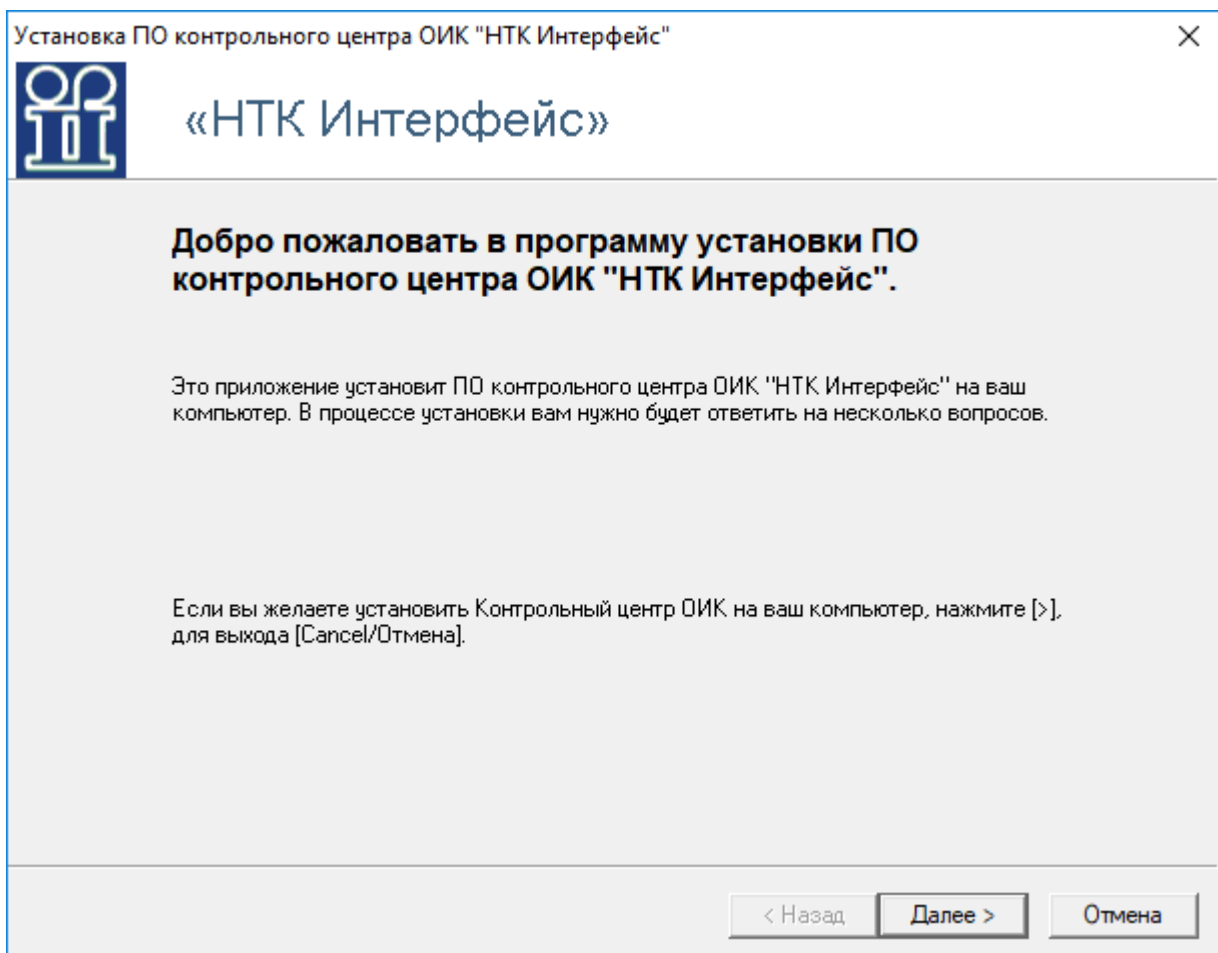 Установка ПО контрольного центра ОИК "НТК Интерфейс"
«НТК Интерфейс»
Добро пожаловать в программу установки ПО
контрольного центра ОИК "НТК Интерфейс".
Это приложение установит ПО контрольного центра ОИК "НТК Интерфейс" на ваш
компьютер. В процессе установки вам нужно будет ответить на несколько вопросов.
Если вы желаете установить Контрольный центр ОИК на ваш компьютер, нажмите [>],
для выхода [Cancel/Отмена].
< Назад
Далее >
Отмена